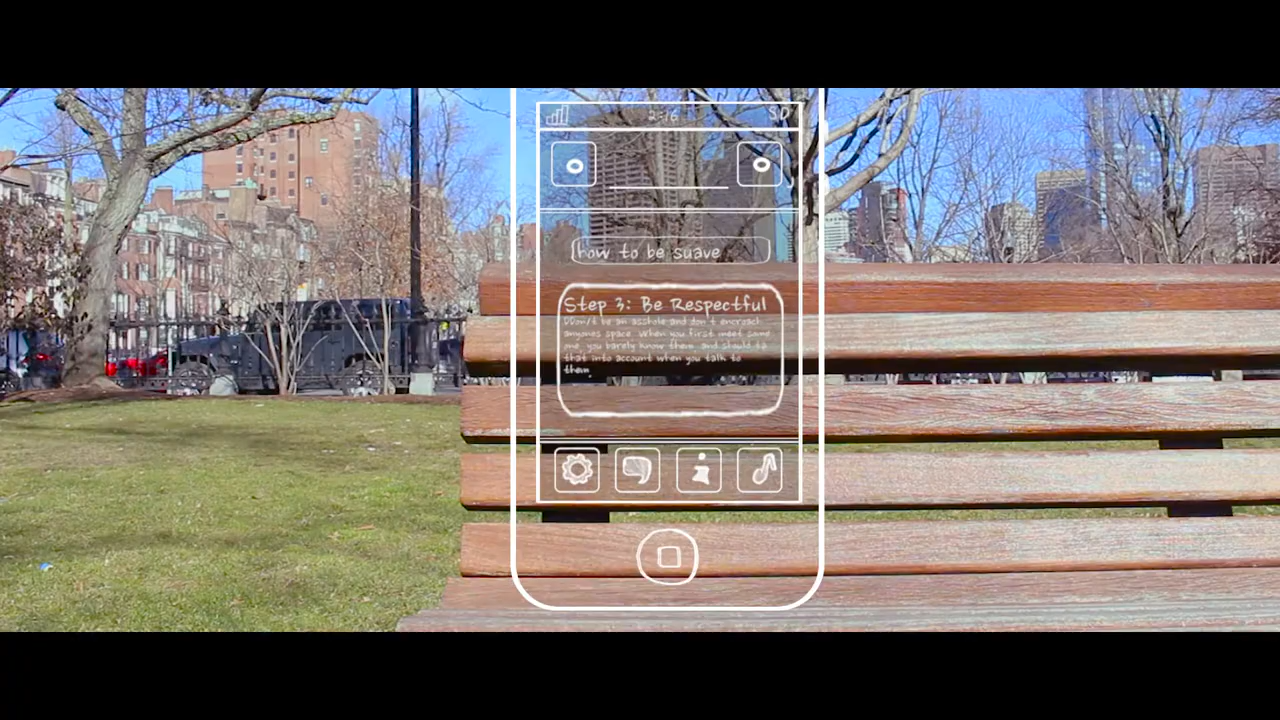 2:16
how to be suave
Step 3: Be Respectful
DDon't be an asshole and don't encroach
anyones space. When you first meet some
one, you barely know them, and should ta
that into account when you talk to
them